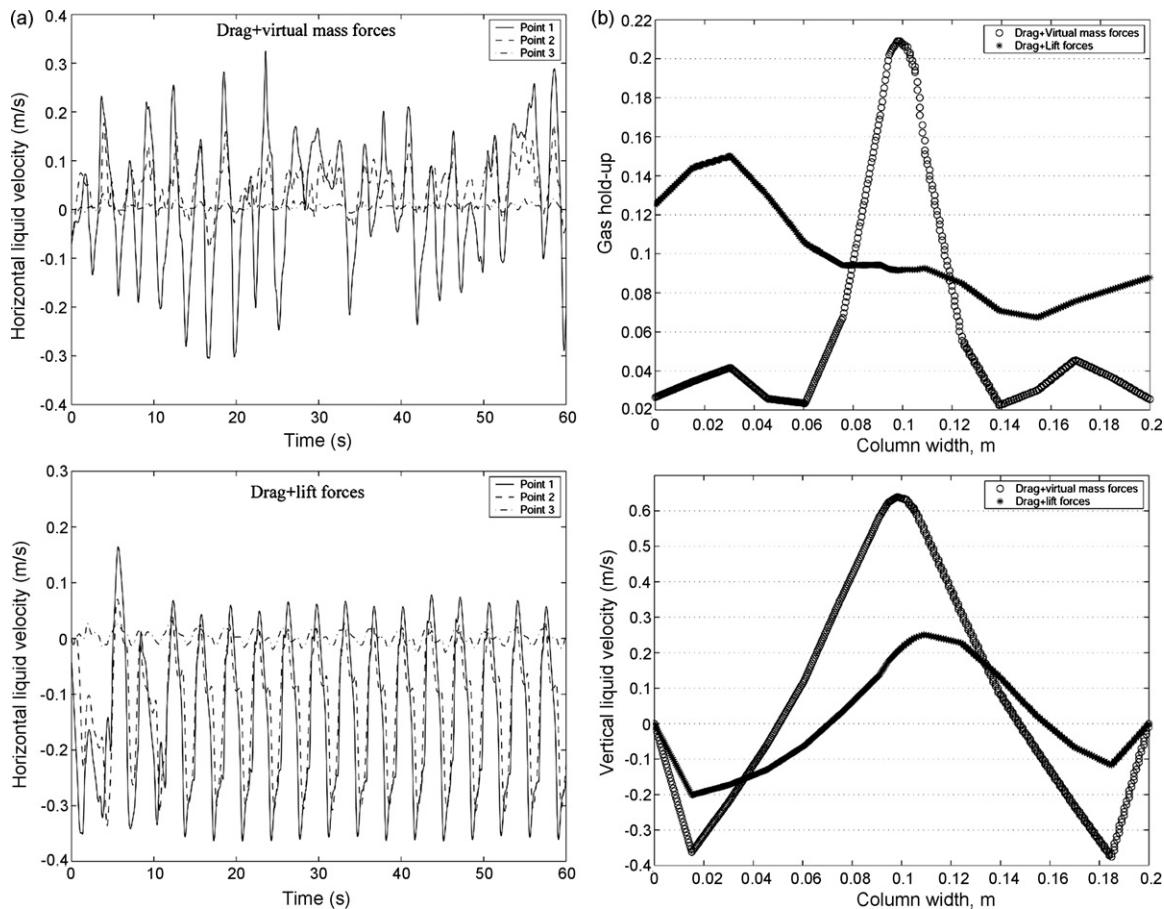 (a)
Drag+virtual mass forces
Point 1
Point 2
Point 3
Horizontal liquid velocity (m/s)
0.4
0.3
0.2
0.1
0
-0.1
-0.2
-0.3
0.4
0 10 20 30 40 50 60
Time (s)
Drag+lift forces
Point 1
Point 2
Point 3
Horizontal liquid velocity (m/s)
0.3
0.2
0.1
0
-0.1
-0.2
-0.3
-0.4
0 10 20 30 40 50 60
Time (s)
(b)
Drag+Virtual mass forces
Drag+Lift forces
Gas hold-up
0.22
0.2
0.18
0.16
0.14
0.12
0.1
0.08
0.06
0.04
0.02
0 0.02 0.04 0.06 0.08 0.1 0.12 0.14 0.16 0.18 0.2
Column width, m
Drag+virtual mass forces
Drag+lift forces
Vertical liquid velocity (m/s)
0.6
0.5
0.4
0.3
0.2
0.1
0
-0.1
-0.2
-0.3
-0.4
0 0.02 0.04 0.06 0.08 0.1 0.12 0.14 0.16 0.18 0.2
Column width, m